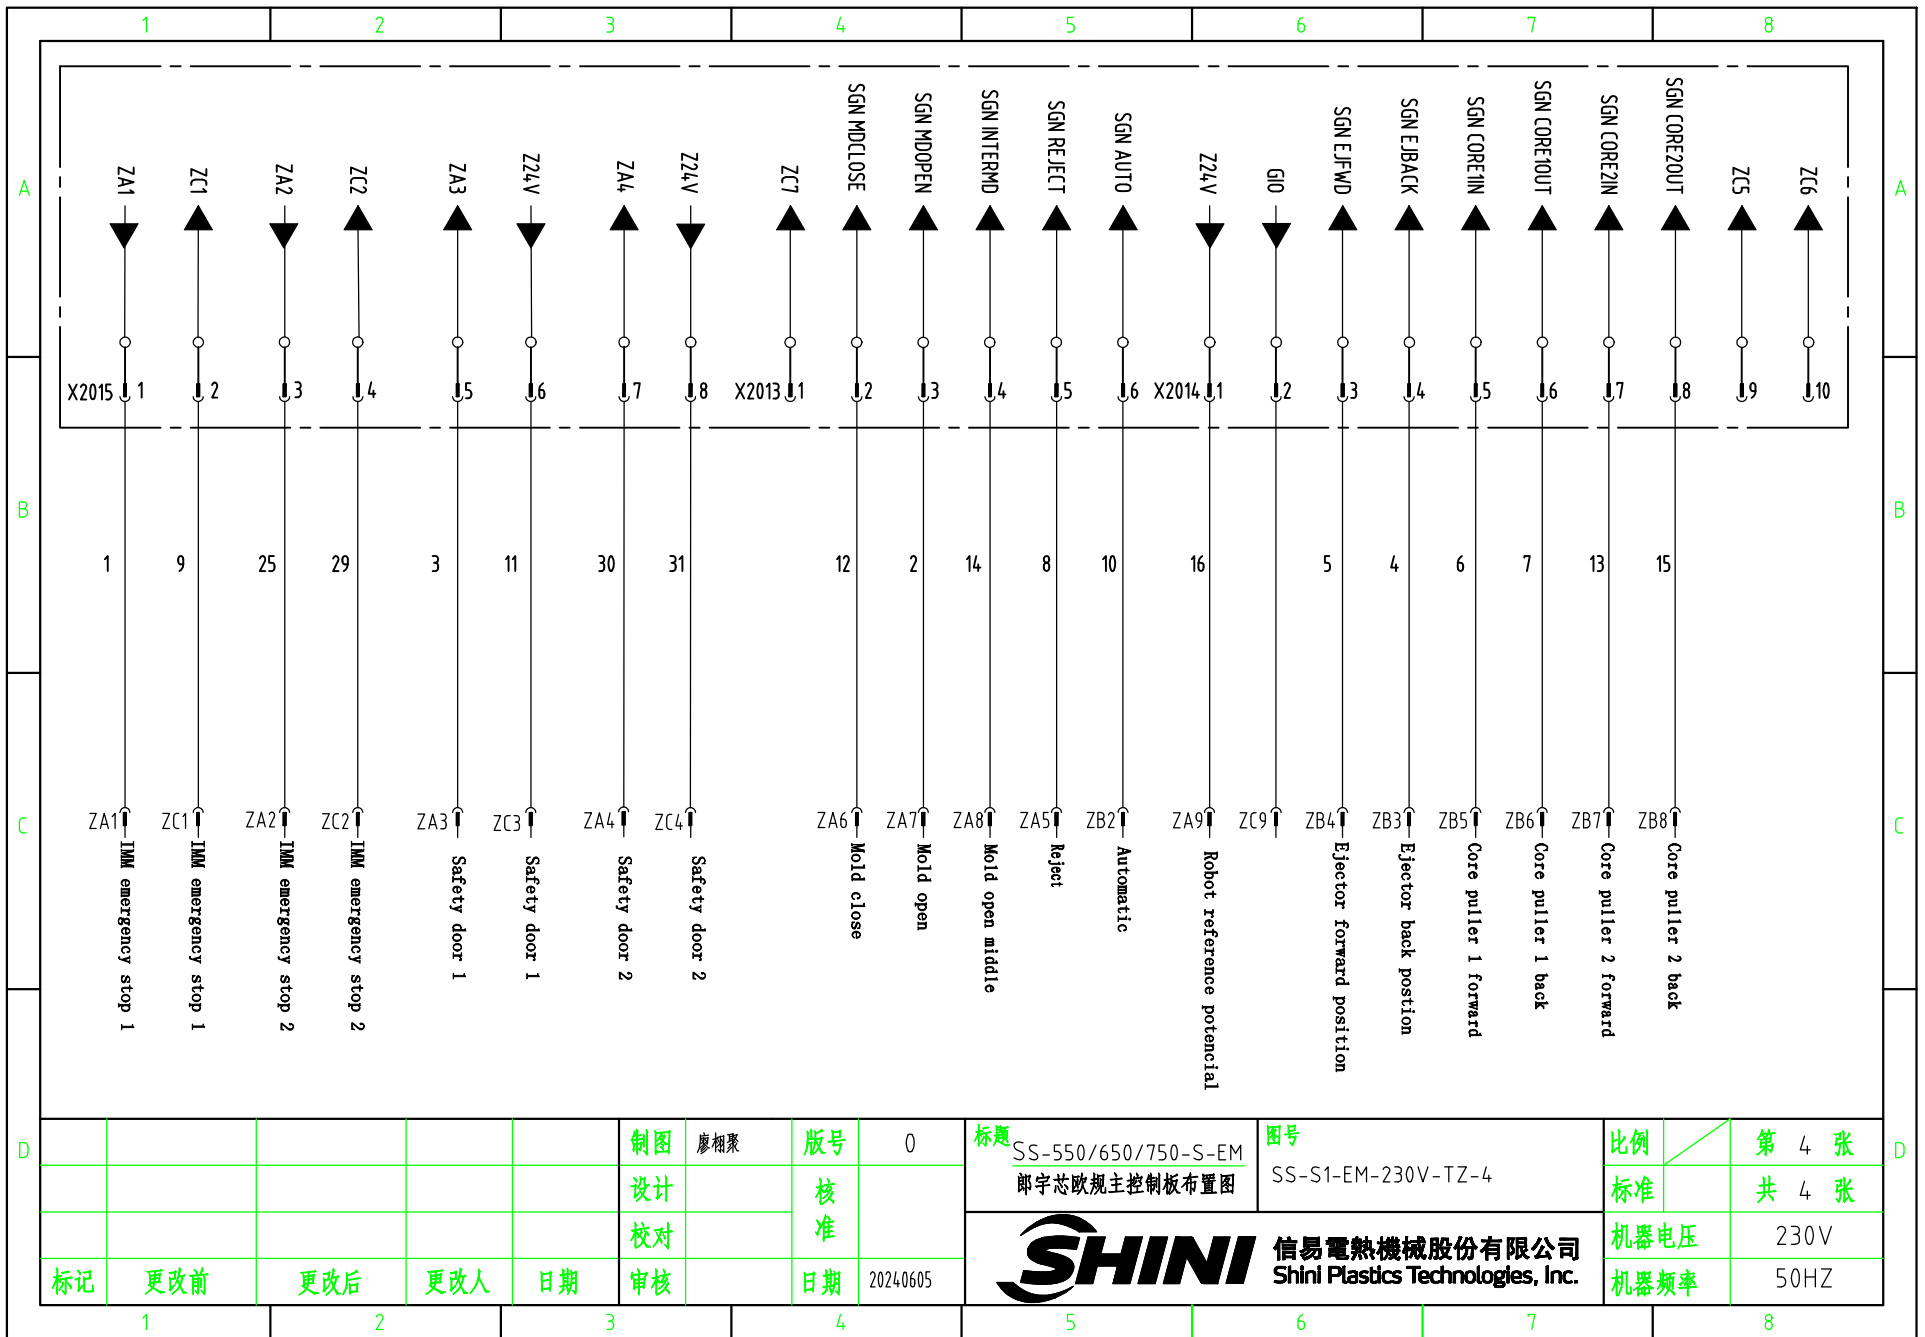 1 2 3 4 5 6 7 8
A A
ZA1 ZC1 ZA2 ZC2 ZA3 Z24V ZA4 Z24V ZC7 SGN MDCLOSE SGN MDOPEN SGN INTERMD SGN REJECT SGN AUTO Z24V GIO SGN EJFWD SGN EJBACK SGN CORE1IN SGN CORE1OUT SGN CORE2IN SGN CORE2OUT ZC5 ZC6
X2015 1 2 3 4 5 6 7 8 X2013 1 2 3 4 5 6 X2014 1 2 3 4 5 6 7 8 9 10
B B
1 9 25 29 3 11 30 31 12 2 14 8 10 16 5 4 6 7 13 15
C C
ZA1 ZC1 ZA2 ZC2 ZA3 ZC3 ZA4 ZC4 ZA6 ZA7 ZA8 ZA5 ZB2 ZA9 ZC9 ZB4 ZB3 ZB5 ZB6 ZB7 ZB8
IMM emergency stop 1
IMM emergency stop 1
IMM emergency stop 2
IMM emergency stop 2
Safety door 1
Safety door 1
Safety door 2
Safety door 2
Mold close
Mold open
Mold open middle
Reject
Automatic
Robot reference potencial
Ejector forward position
Ejector back postion
Core puller 1 forward
Core puller 1 back
Core puller 2 forward
Core puller 2 back
D D
制图 廖栩聚 版号 0
设计 核准
校对
标记 更改前 更改后 更改人 日期 审核 日期 20240605
标题 SS-550/650/750-S-EM
郎宇芯欧规主控制板布置图
图号
SS-S1-EM-230V-TZ-4
比例 第 4 张
标准 共 4 张
机器电压 230V
机器频率 50HZ
SHINI
信易電熱機械股份有限公司
Shini Plastics Technologies, Inc.
1 2 3 4 5 6 7 8